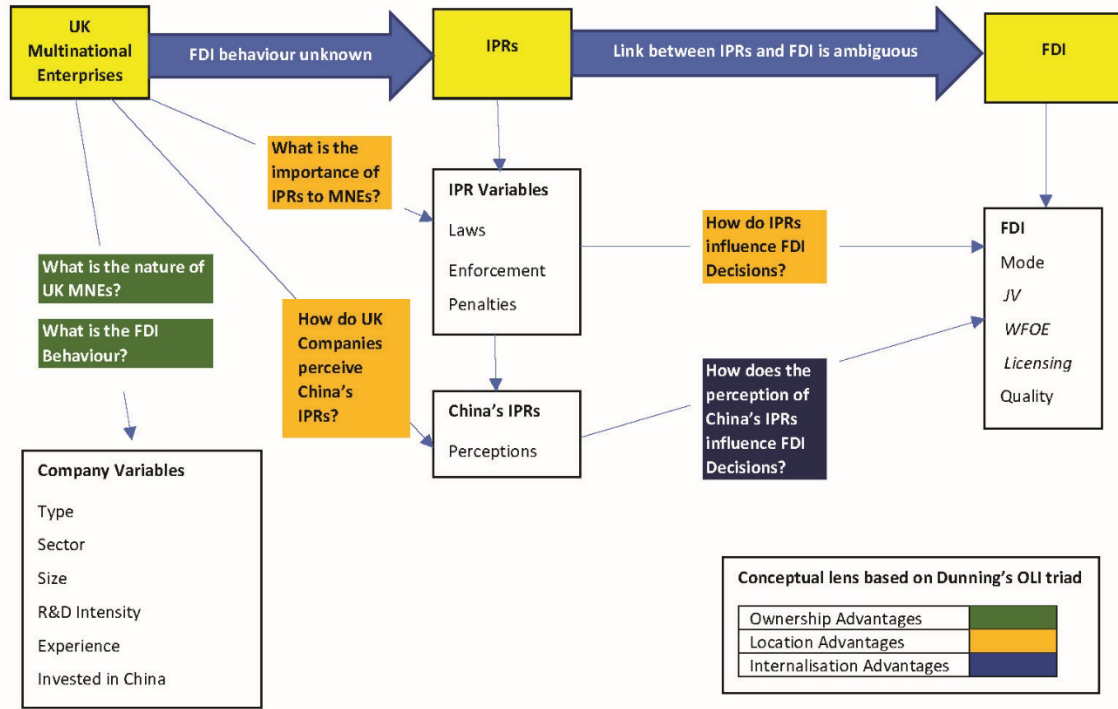 UK
Multinational
Enterprises
FDI behaviour unknown
IPRs
Link between IPRs and FDI is ambiguous
FDI
What is the
importance of
IPRs to MNEs?
IPR Variables
Laws
Enforcement
Penalties
How do IPRs
influence FDI
Decisions?
FDI
Mode
JV
WFOE
Licensing
Quality
What is the nature of
UK MNEs?
What is the FDI
Behaviour?
How do UK
Companies
perceive
China's
IPRs?
China's IPRs
Perceptions
How does the
perception of
China's IPRs
influence FDI
Decisions?
Company Variables
Type
Sector
Size
R&D Intensity
Experience
Invested in China
Conceptual lens based on Dunning's OLI triad
Ownership Advantages
Location Advantages
Internalisation Advantages